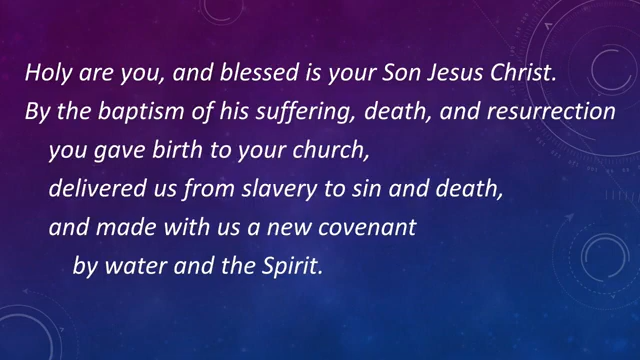 Holy are you, and blessed is your Son Jesus Christ.
By the baptism of his suffering, death, and resurrection
you gave birth to your church,
delivered us from slavery to sin and death,
and made with us a new covenant
by water and the Spirit.